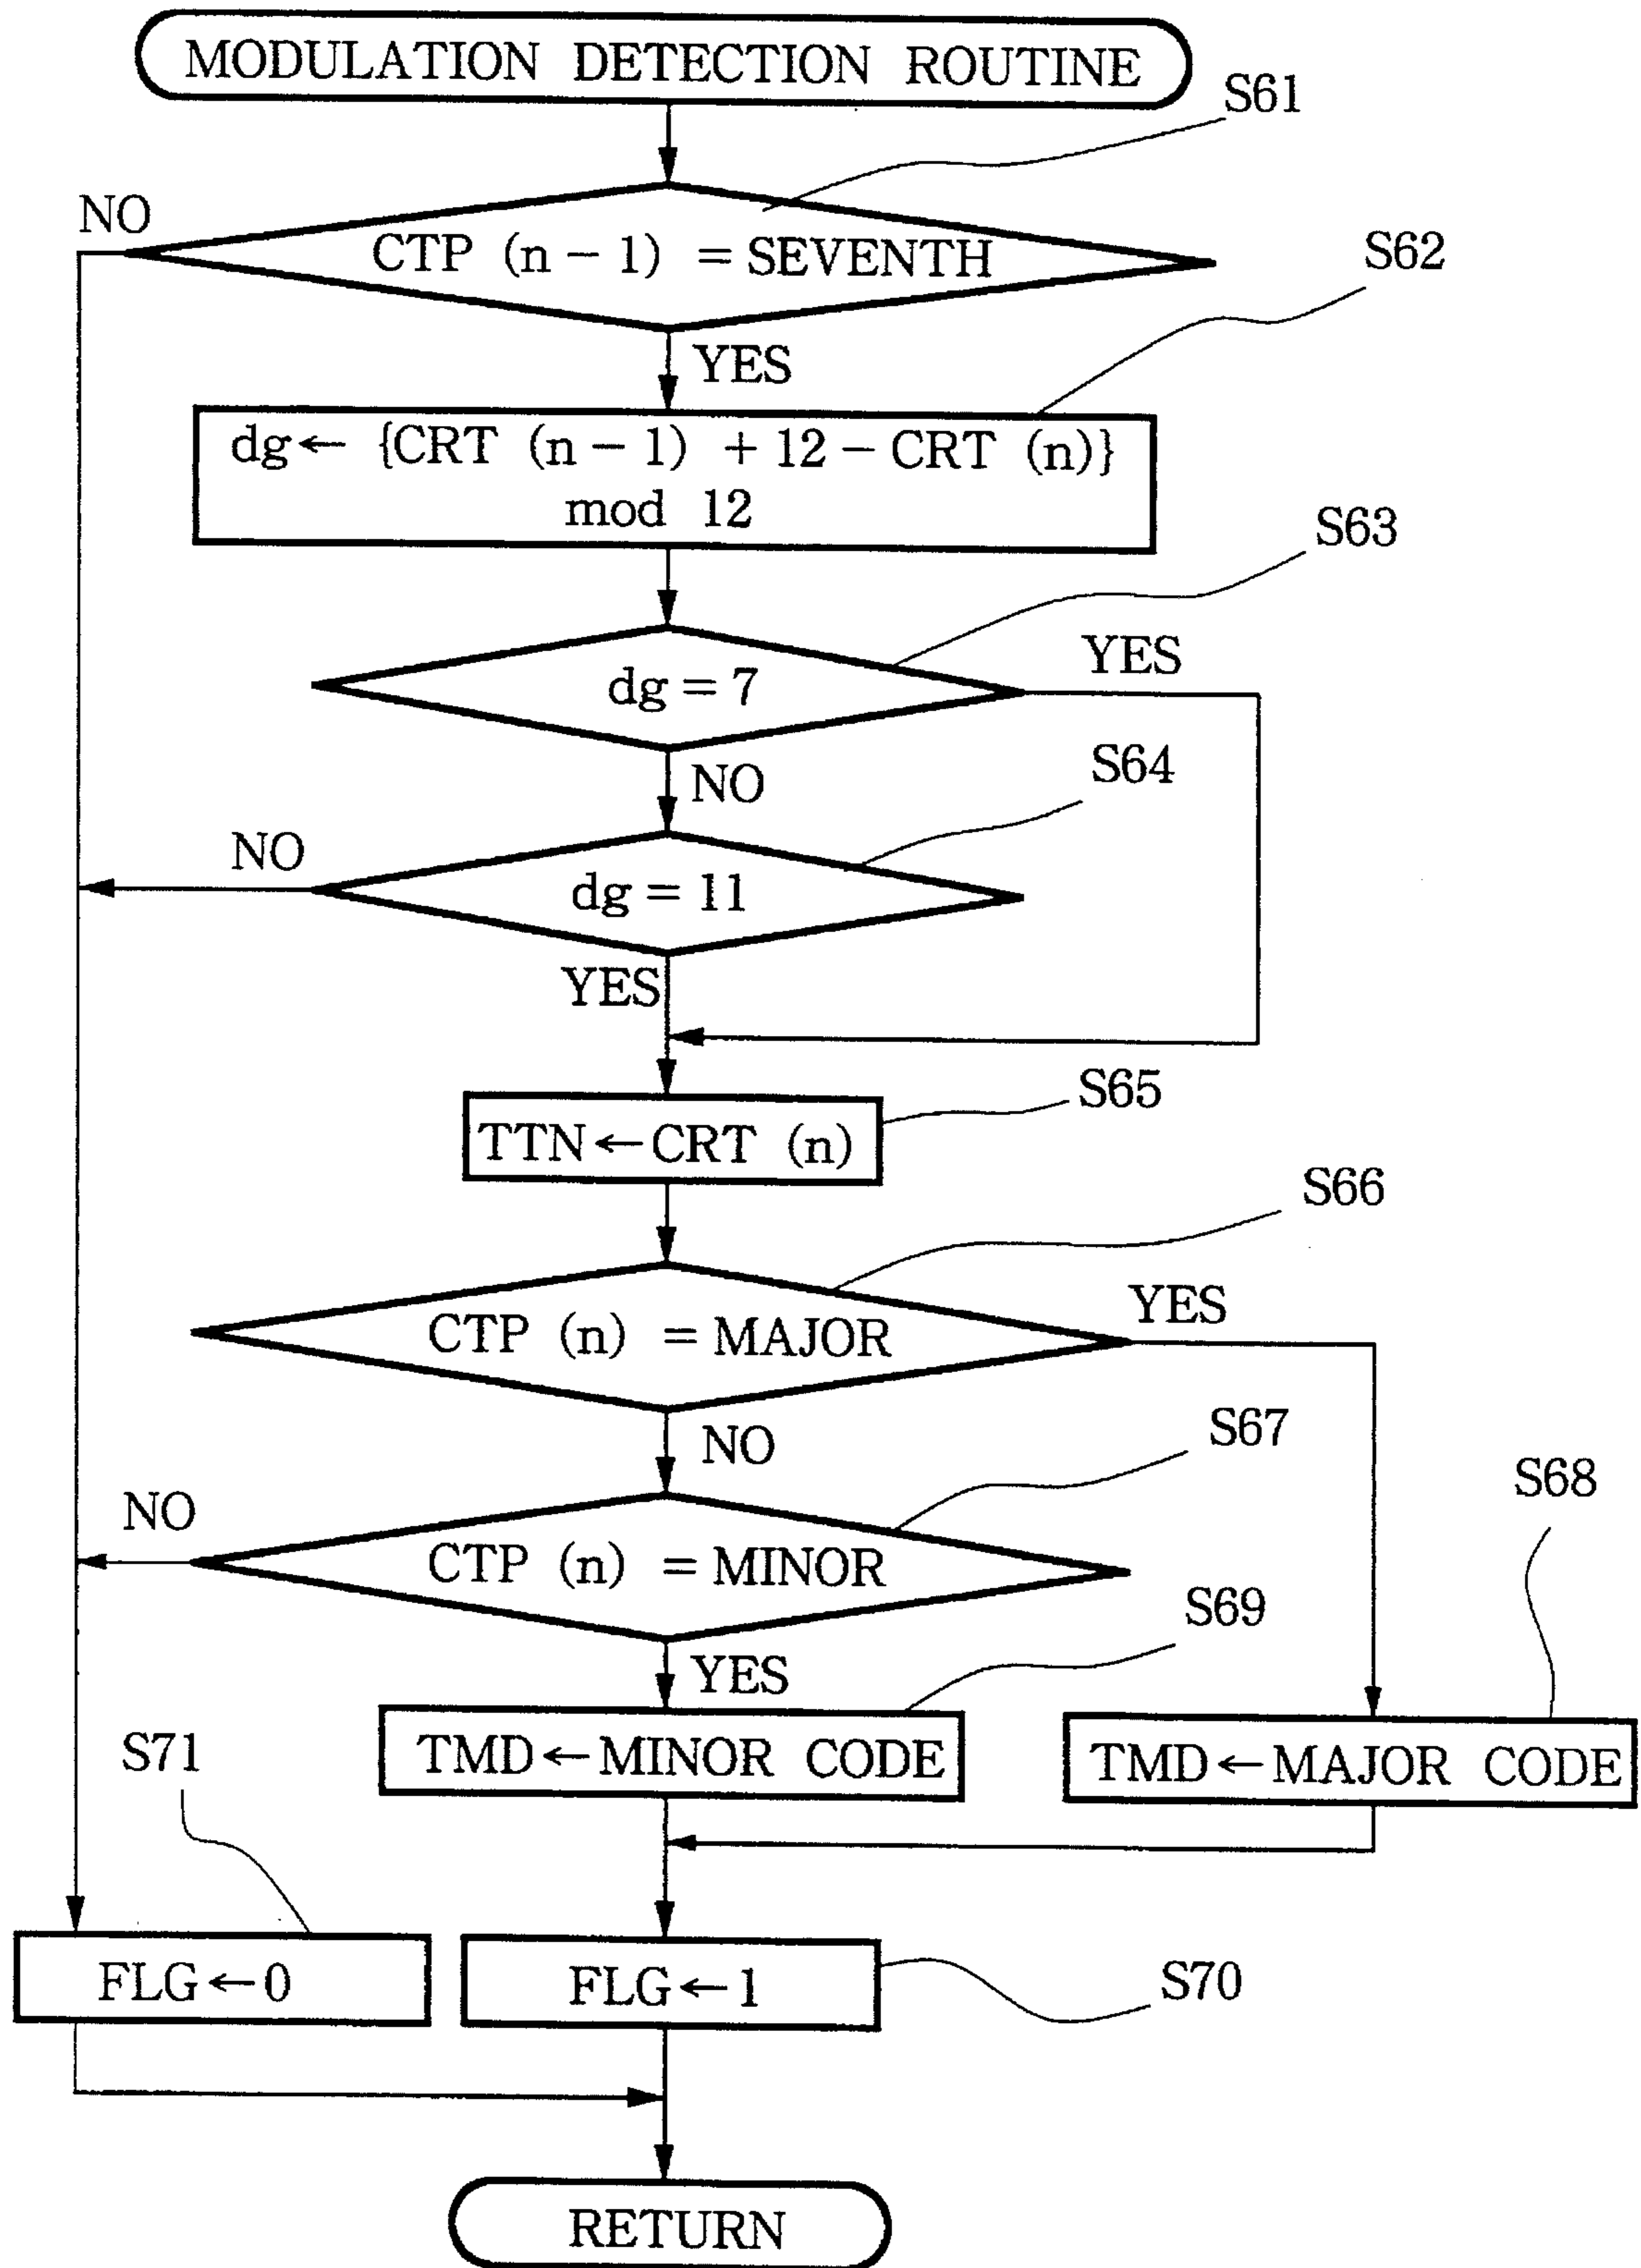 MODULATION DETECTION ROUTINE
S61
NO
CTP (n − 1) = SEVENTH
S62
YES
dg← {CRT (n − 1) + 12 − CRT (n)}
mod 12
S63
dg = 7
YES
NO
S64
NO
dg = 11
YES
S65
TTN←CRT (n)
S66
CTP (n) = MAJOR
YES
NO
S67
S68
NO
CTP (n) = MINOR
S69
YES
S71
TMD←MINOR CODE
TMD←MAJOR CODE
FLG←0
FLG←1
S70
RETURN